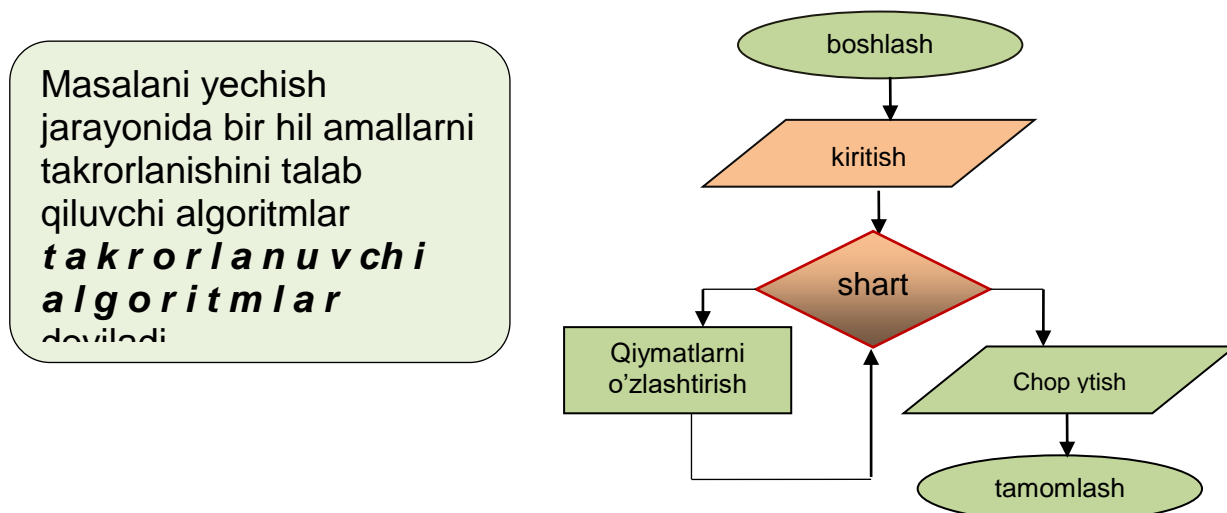 Masalani yechish
jarayonida bir hil amallarni
takrorlanishini talab
qiluvchi algoritmlar
t a k r o r l a n u v ch i
a l g o r i t m l a r
deyiladi
boshlash
kiritish
shart
Qiymatlarni
o’zlashtirish
Chop ytish
tamomlash